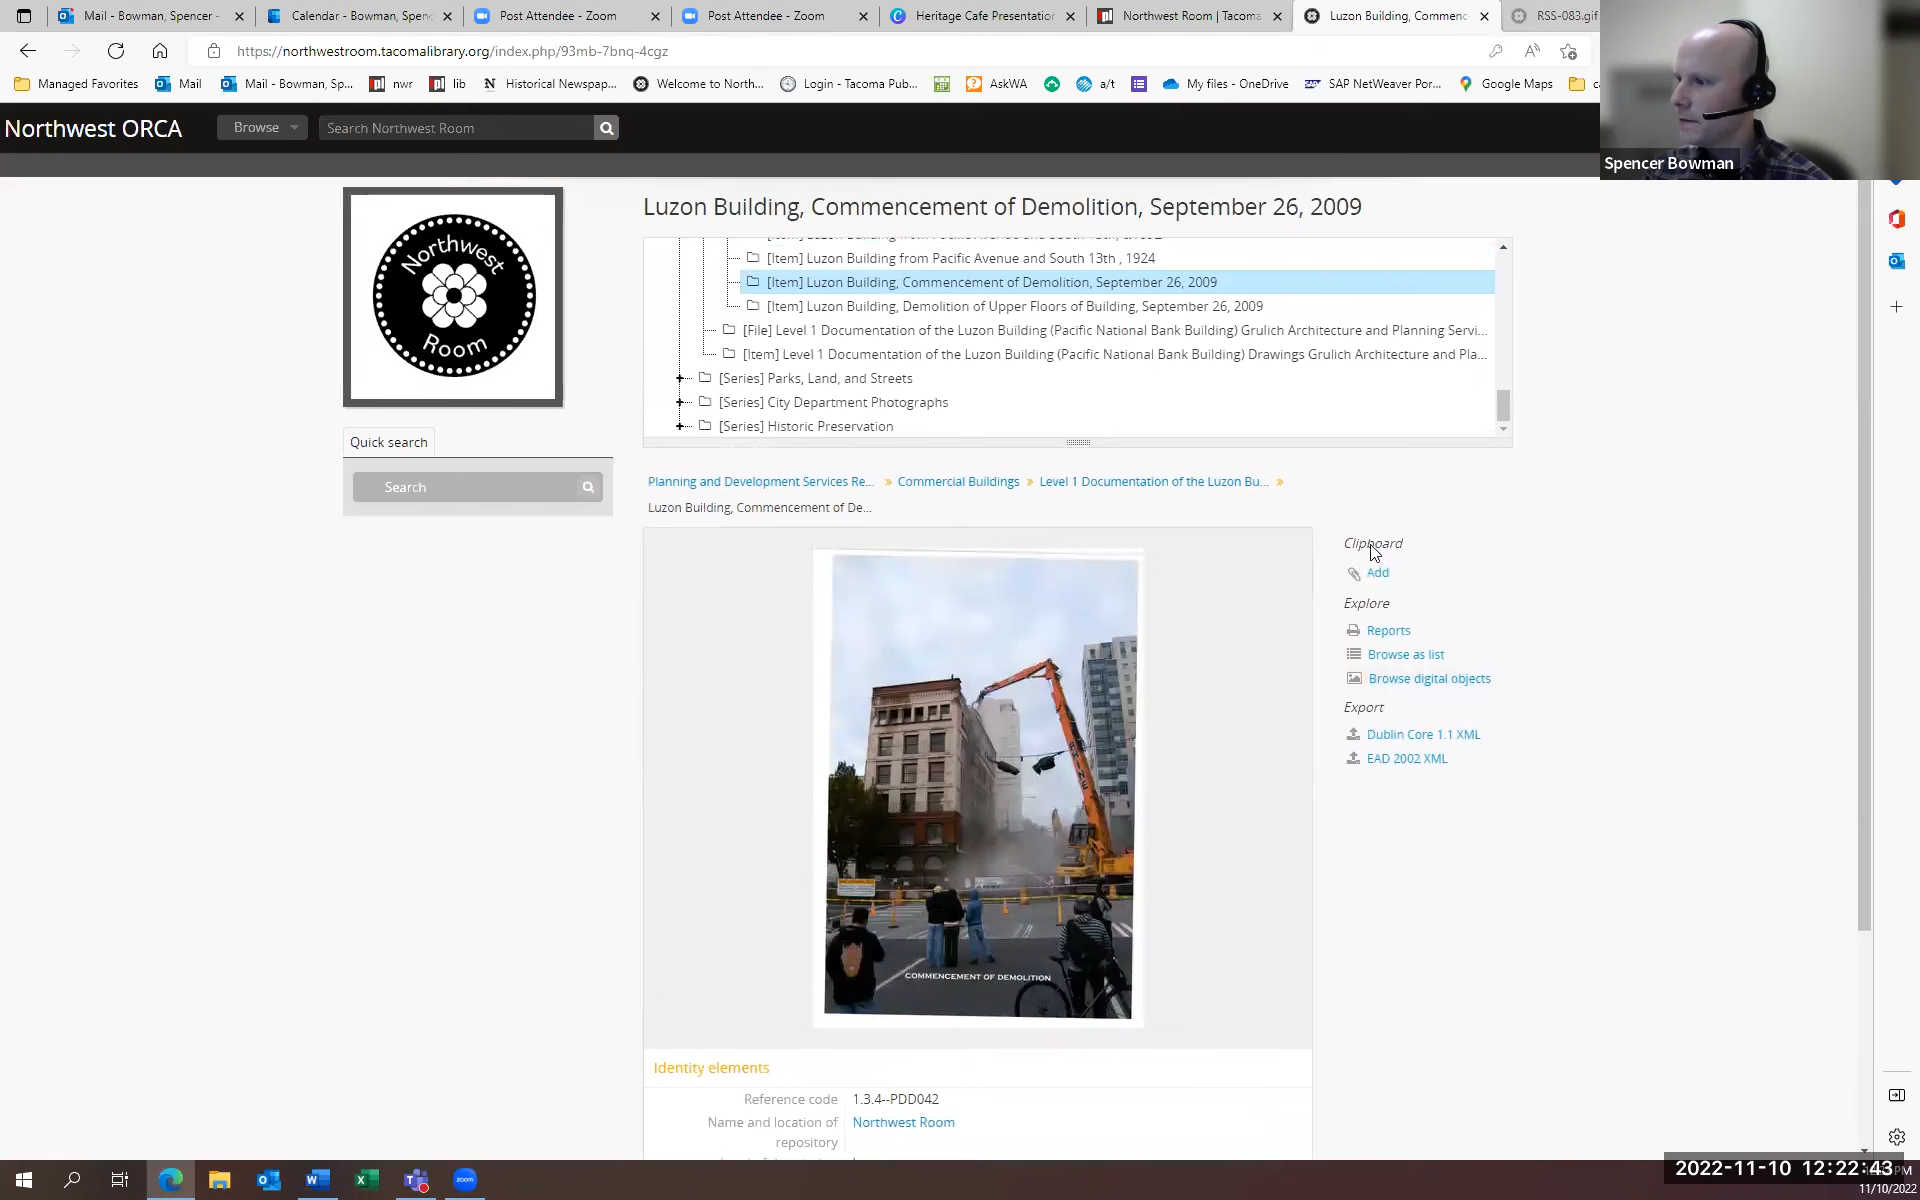 Mail - Bowman, Spencer -
Calendar - Bowman, Spenc
Post Attendee - Zoom
Post Attendee - Zoom
Heritage Cafe Presentation
Northwest Room | Tacoma
Luzon Building, Commenc
RSS-083.gif
https://northwestroom.tacomalibrary.org/index.php/93mb-7bnq-4cgz
Managed Favorites
Mail
Mail - Bowman, Sp...
nwr
lib
Historical Newspap...
Welcome to North...
Login - Tacoma Pub...
AskWA
a/t
My files - OneDrive
SAP NetWeaver Por...
Google Maps
Northwest ORCA
Browse
Search Northwest Room
Spencer Bowman
Northwest
Room
Quick search
Search
Luzon Building, Commencement of Demolition, September 26, 2009
[Item] Luzon Building from Pacific Avenue and South 13th , 1924
[Item] Luzon Building, Commencement of Demolition, September 26, 2009
[Item] Luzon Building, Demolition of Upper Floors of Building, September 26, 2009
[File] Level 1 Documentation of the Luzon Building (Pacific National Bank Building) Grulich Architecture and Planning Servi...
[Item] Level 1 Documentation of the Luzon Building (Pacific National Bank Building) Drawings Grulich Architecture and Pla...
[Series] Parks, Land, and Streets
[Series] City Department Photographs
[Series] Historic Preservation
Planning and Development Services Re... » Commercial Buildings » Level 1 Documentation of the Luzon Bu... »
Luzon Building, Commencement of De...
COMMENCEMENT OF DEMOLITION
Clipboard
Add
Explore
Reports
Browse as list
Browse digital objects
Export
Dublin Core 1.1 XML
EAD 2002 XML
Identity elements
Reference code 1.3.4--PDD042
Name and location of Northwest Room
repository
zoom
2022-11-10 12:22:43
PM
11/10/2022